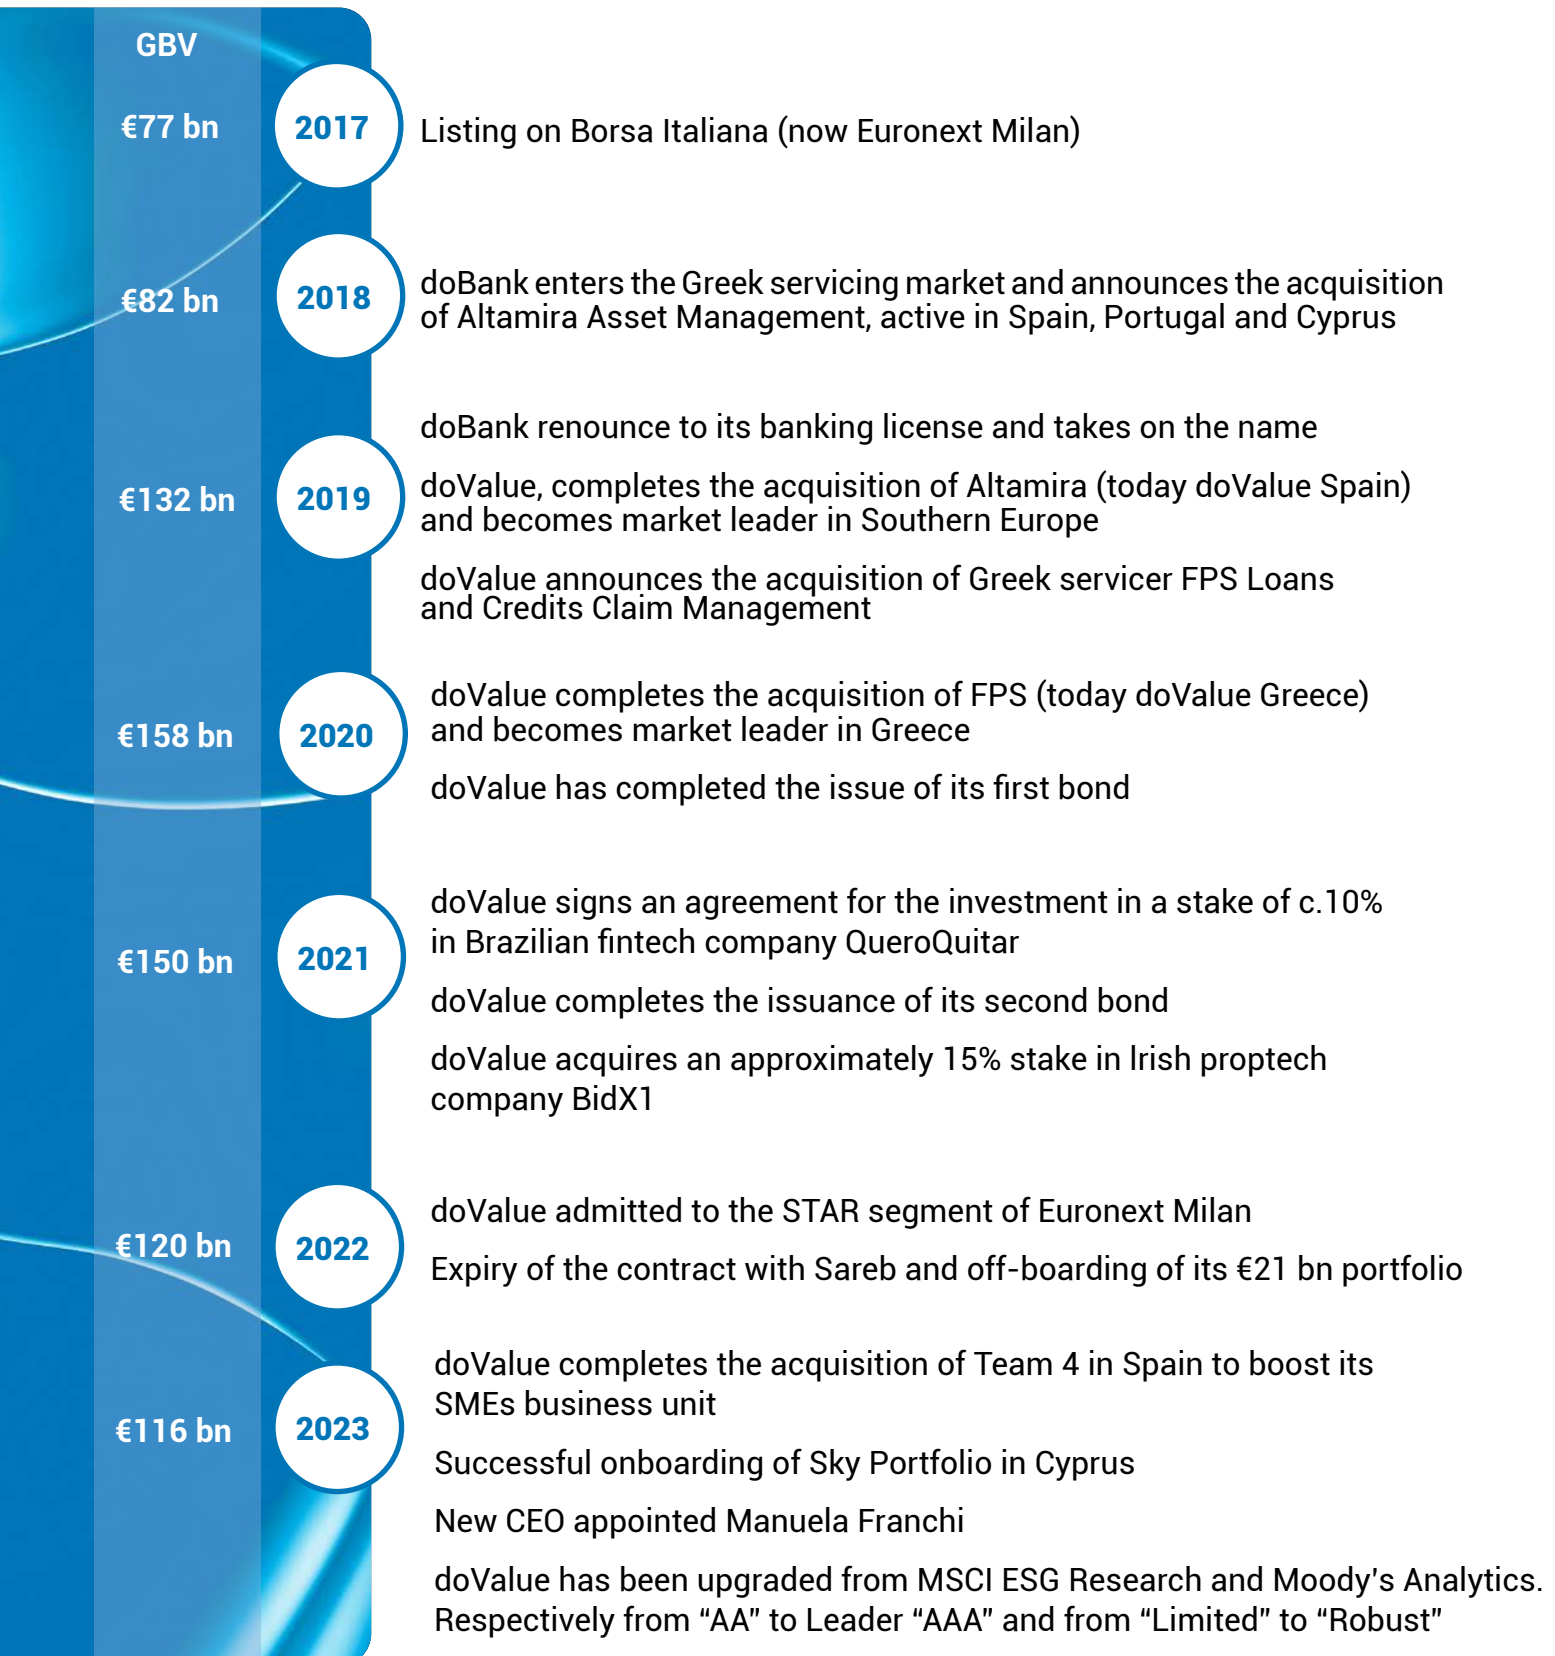 GBV
€77 bn
2017
Listing on Borsa Italiana (now Euronext Milan)
€82 bn
2018
doBank enters the Greek servicing market and announces the acquisition
of Altamira Asset Management, active in Spain, Portugal and Cyprus
€132 bn
2019
doBank renounce to its banking license and takes on the name
doValue, completes the acquisition of Altamira (today doValue Spain)
and becomes market leader in Southern Europe
doValue announces the acquisition of Greek servicer FPS Loans
and Credits Claim Management
€158 bn
2020
doValue completes the acquisition of FPS (today doValue Greece)
and becomes market leader in Greece
doValue has completed the issue of its first bond
€150 bn
2021
doValue signs an agreement for the investment in a stake of c.10%
in Brazilian fintech company QueroQuitar
doValue completes the issuance of its second bond
doValue acquires an approximately 15% stake in lrish proptech
company BidX1
€120 bn
2022
doValue admitted to the STAR segment of Euronext Milan
Expiry of the contract with Sareb and off-boarding of its €21 bn portfolio
€116 bn
2023
doValue completes the acquisition of Team 4 in Spain to boost its
SMEs business unit
Successful onboarding of Sky Portfolio in Cyprus
New CEO appointed Manuela Franchi
doValue has been upgraded from MSCI ESG Research and Moody's Analytics.
Respectively from “AA” to Leader “AAA” and from “Limited” to “Robust”